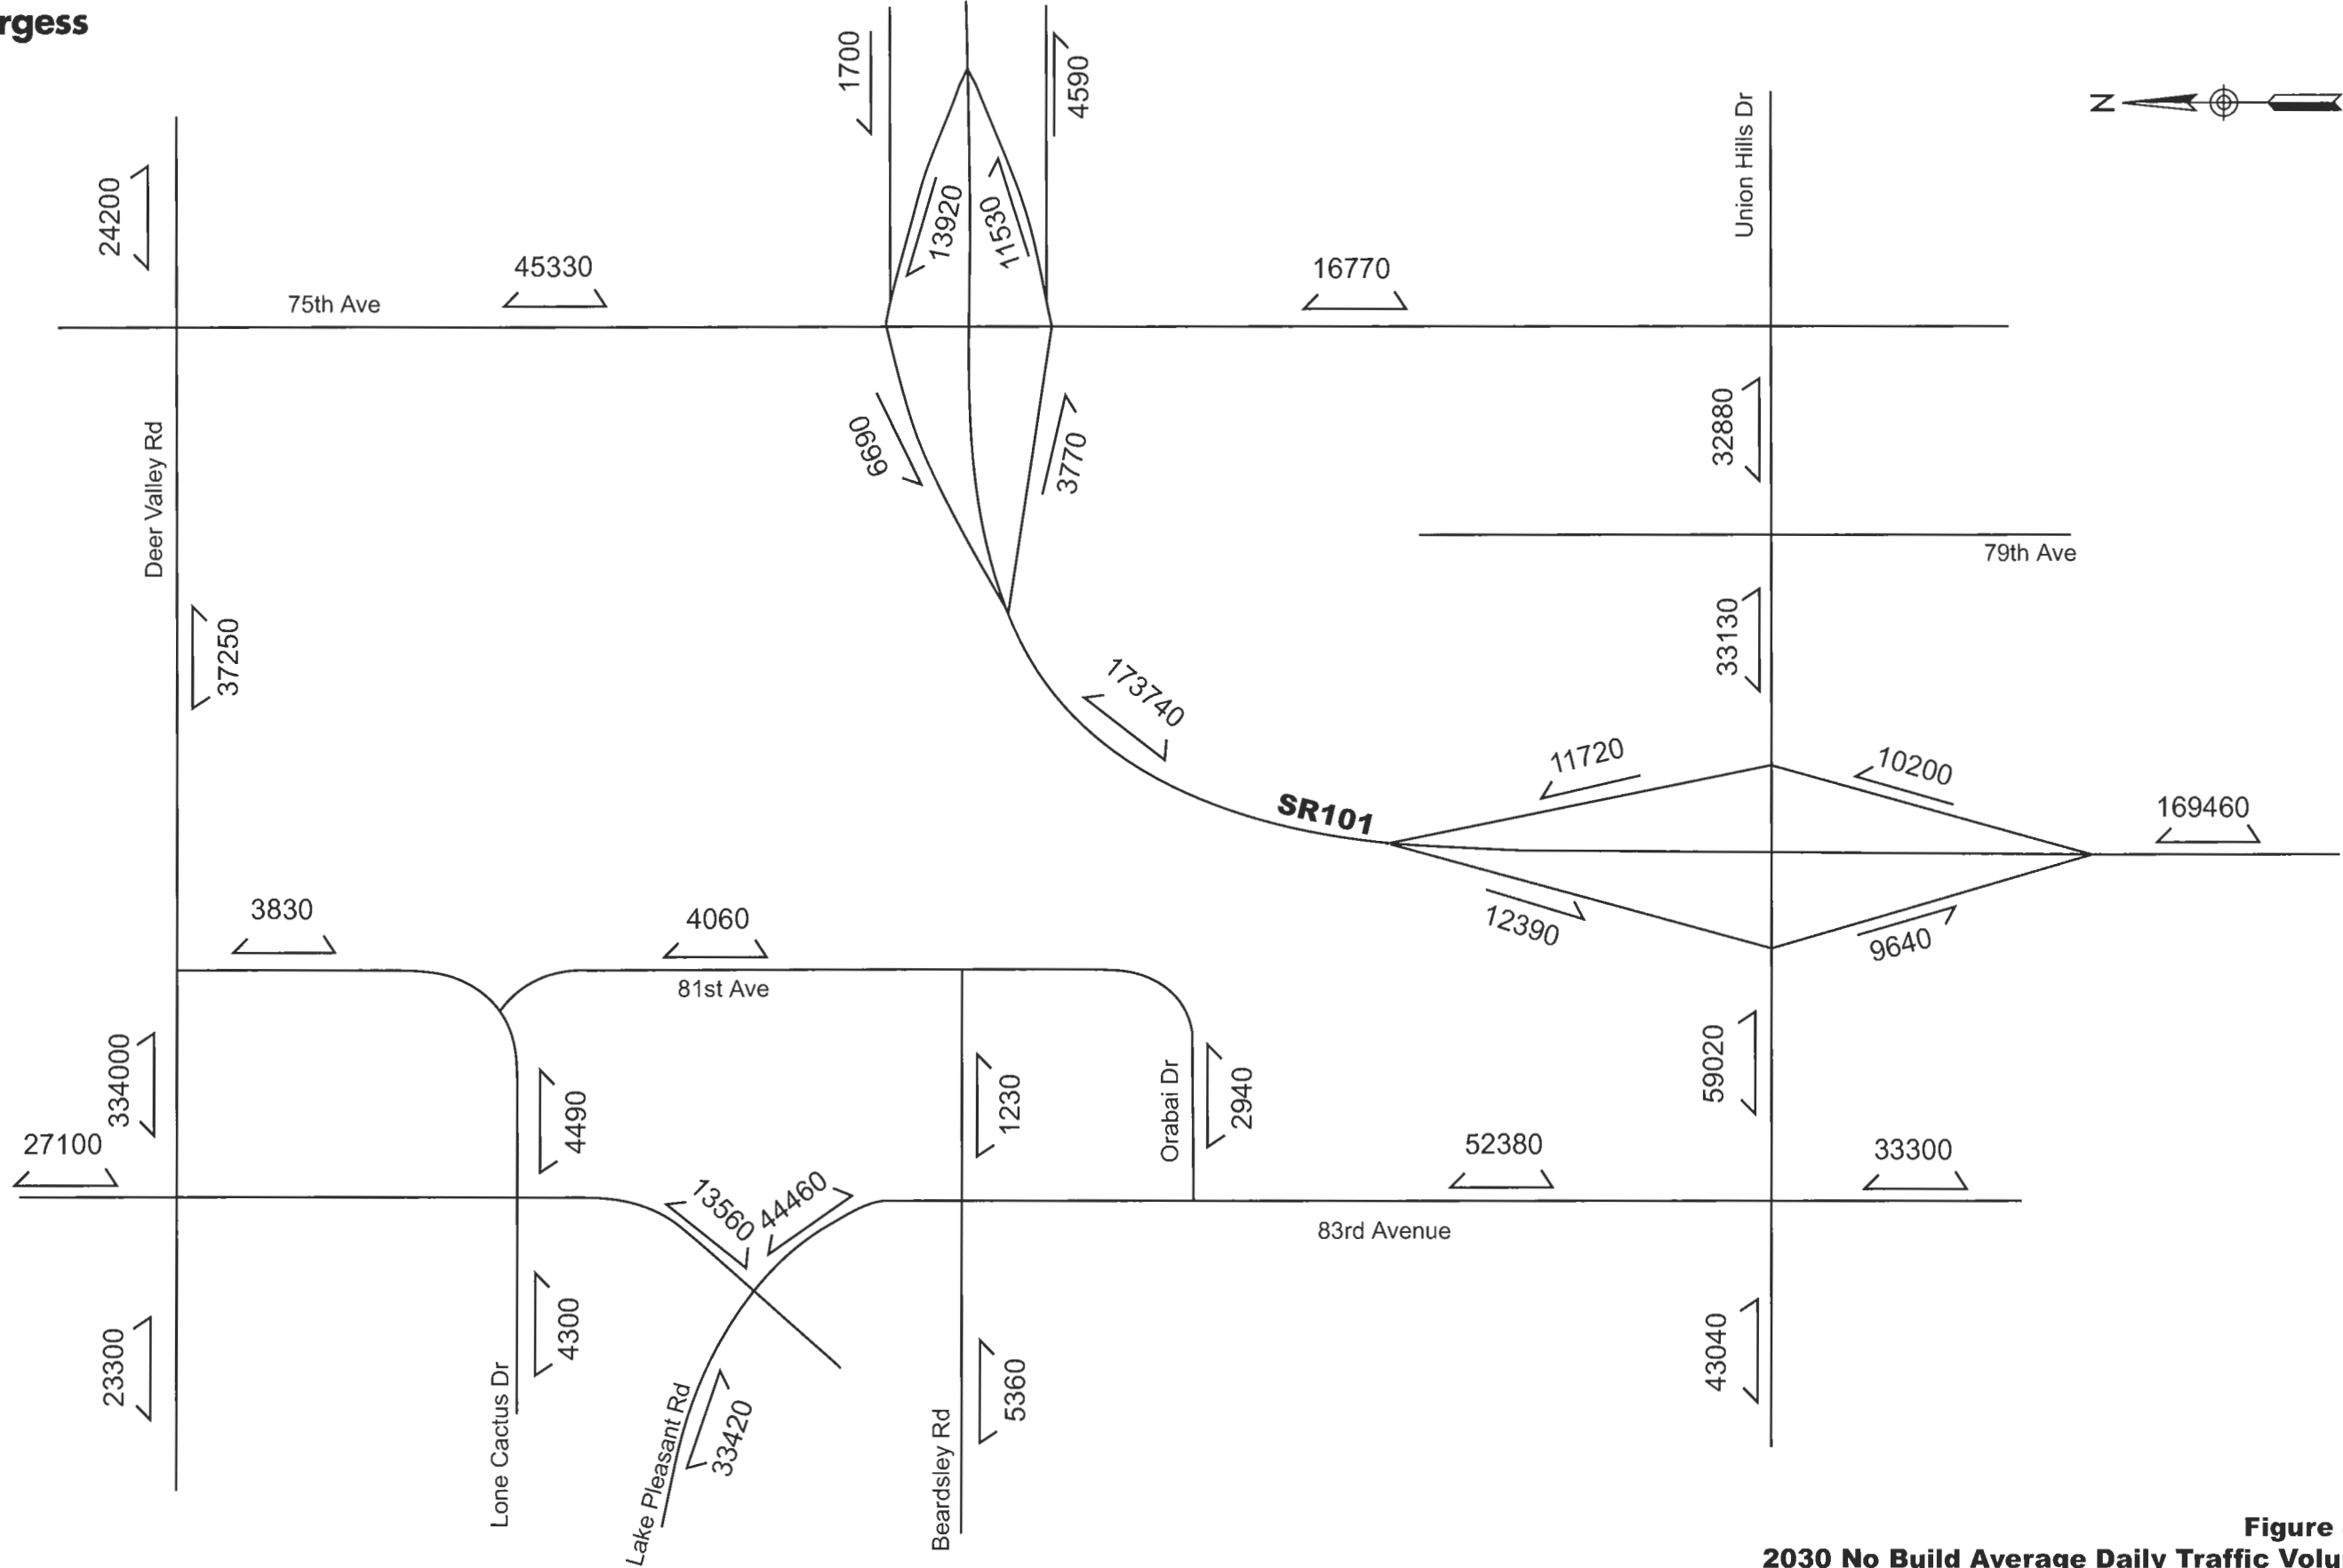 rgess
1700
4590
N
Union Hills Dr
24200
13920
11530
45330
16770
75th Ave
Deer Valley Rd
6690
3770
32880
79th Ave
37250
33130
173740
11720
10200
SR101
169460
12390
9640
3830
4060
81st Ave
334000
4490
1230
Orabai Dr
2940
59020
27100
52380
33300
13560
44460
83rd Avenue
23300
4300
33420
5360
43040
Lone Cactus Dr
Lake Pleasant Rd
Beardsley Rd
Figure
2030 No Build Average Daily Traffic Volu